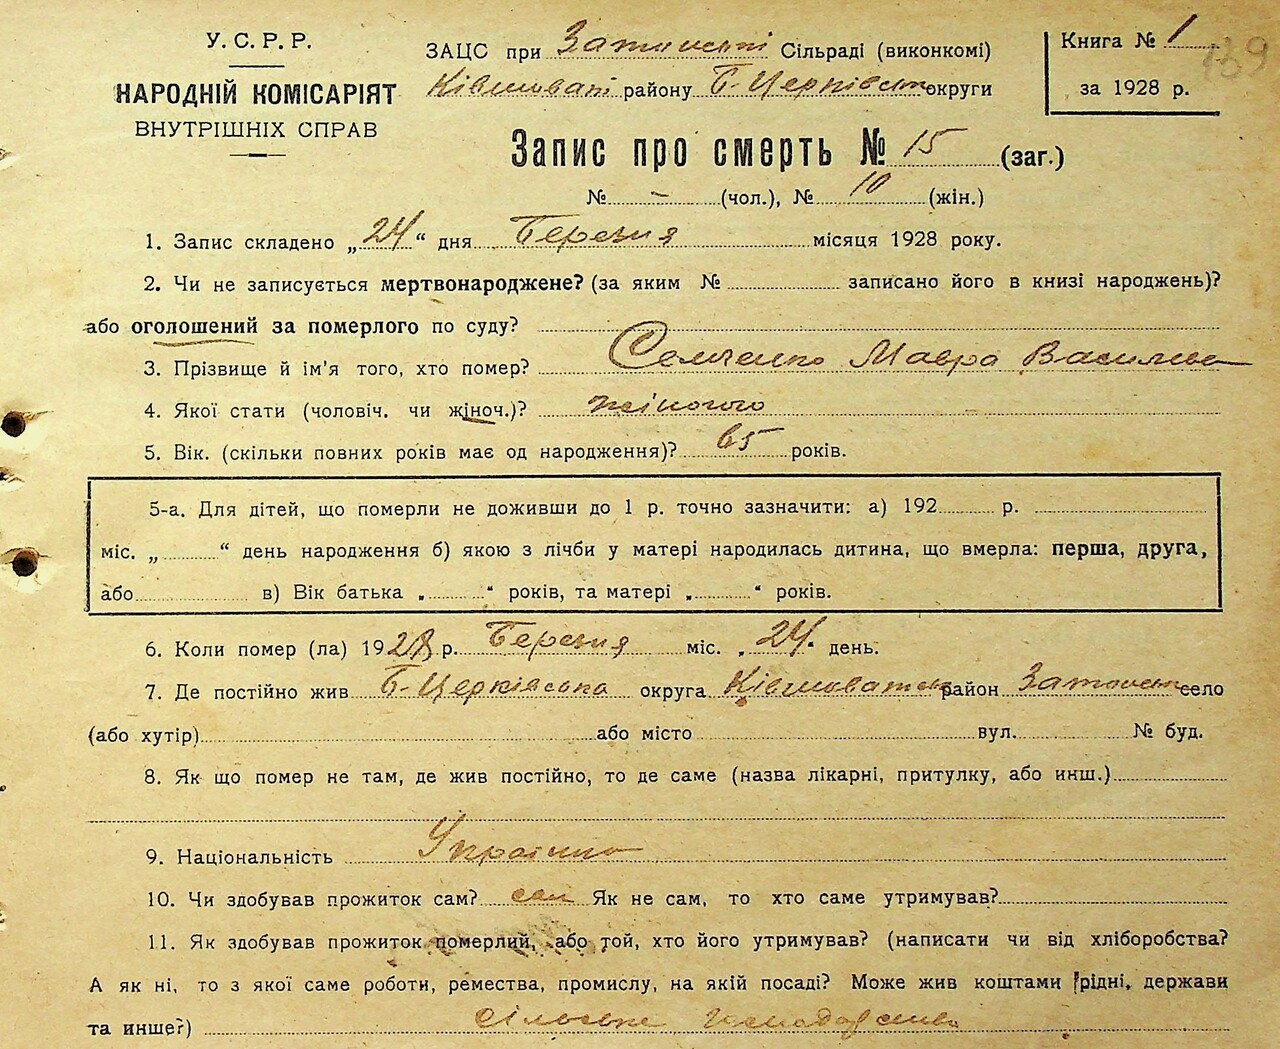 У. С. Р. Р.
НАРОДНІЙ КОМІСАРІЯТ
ВНУТРІШНІХ СПРАВ
ЗАЦС при Сільраді (виконкомі)
району Б-Церківськ округи
Книга № 1
139
за 1928 р.
Запис про смерть № 15 (заг.)
№ – (чол.), № 10 (жін.)
1. Запис складено „24“ дня Березня місяця 1928 року.
2. Чи не записується мертвонароджене? (за яким № записано його в книзі народжень)?
або оголошений за померлого по суду?
3. Прізвище й ім'я того, хто помер? Семченко Мавра Василівна
4. Якої стати (чоловіч. чи жіноч.)? жіночого
5. Вік. (скільки повних років має од народження)? 65 років.
5-а. Для дітей, що померли не доживши до 1 р. точно зазначити: а) 192 р.
міс. „ “ день народження б) якою з лічби у матері народилась дитина, що вмерла: перша, друга,
або в) Вік батька „ “ років, та матері „ “ років.
6. Коли помер (ла) 1928 р. Березня міс. „24“ день.
7. Де постійно жив Б-Церківська округа Ківшоватськ район село
(або хутір) або місто вул. № буд.
8. Як що помер не там, де жив постійно, то де саме (назва лікарні, притулку, або инш.)
9. Національність Українка
10. Чи здобував прожиток сам? сам Як не сам, то хто саме утримував?
11. Як здобував прожиток померлий, або той, хто його утримував? (написати чи від хліборобства?
А як ні, то з якої саме роботи, ремества, промислу, на якій посаді? Може жив коштами рідні, держави
та инше?) сільське господарство